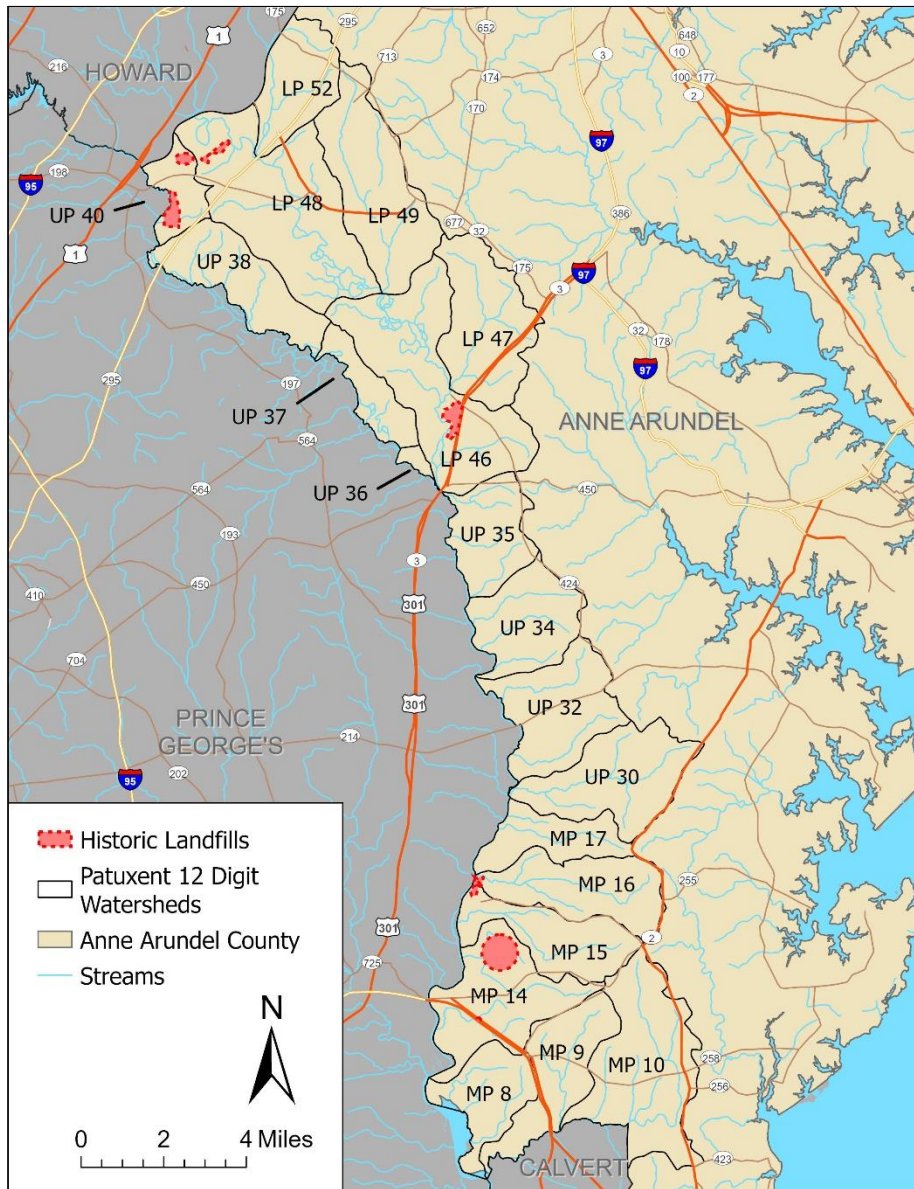 175
295
652
648
1
10
3
713
100
177
216
HOWARD
174
2
LP 52
170
97
95
198
UP 40
LP 48
LP 49
386
677
32
1
UP 38
175
97
3
32
178
LP 47
295
197
97
UP 37
564
ANNE ARUNDEL
LP 46
UP 36
564
450
193
UP 35
3
450
424
410
301
UP 34
704
301
UP 32
PRINCE
GEORGE'S
214
202
95
UP 30
MP 17
MP 16
255
301
2
725
MP 15
MP 14
MP 9
MP 10
258
256
MP 8
CALVERT
423
Historic Landfills
Patuxent 12 Digit
Watersheds
Anne Arundel County
Streams
N
0 2 4 Miles